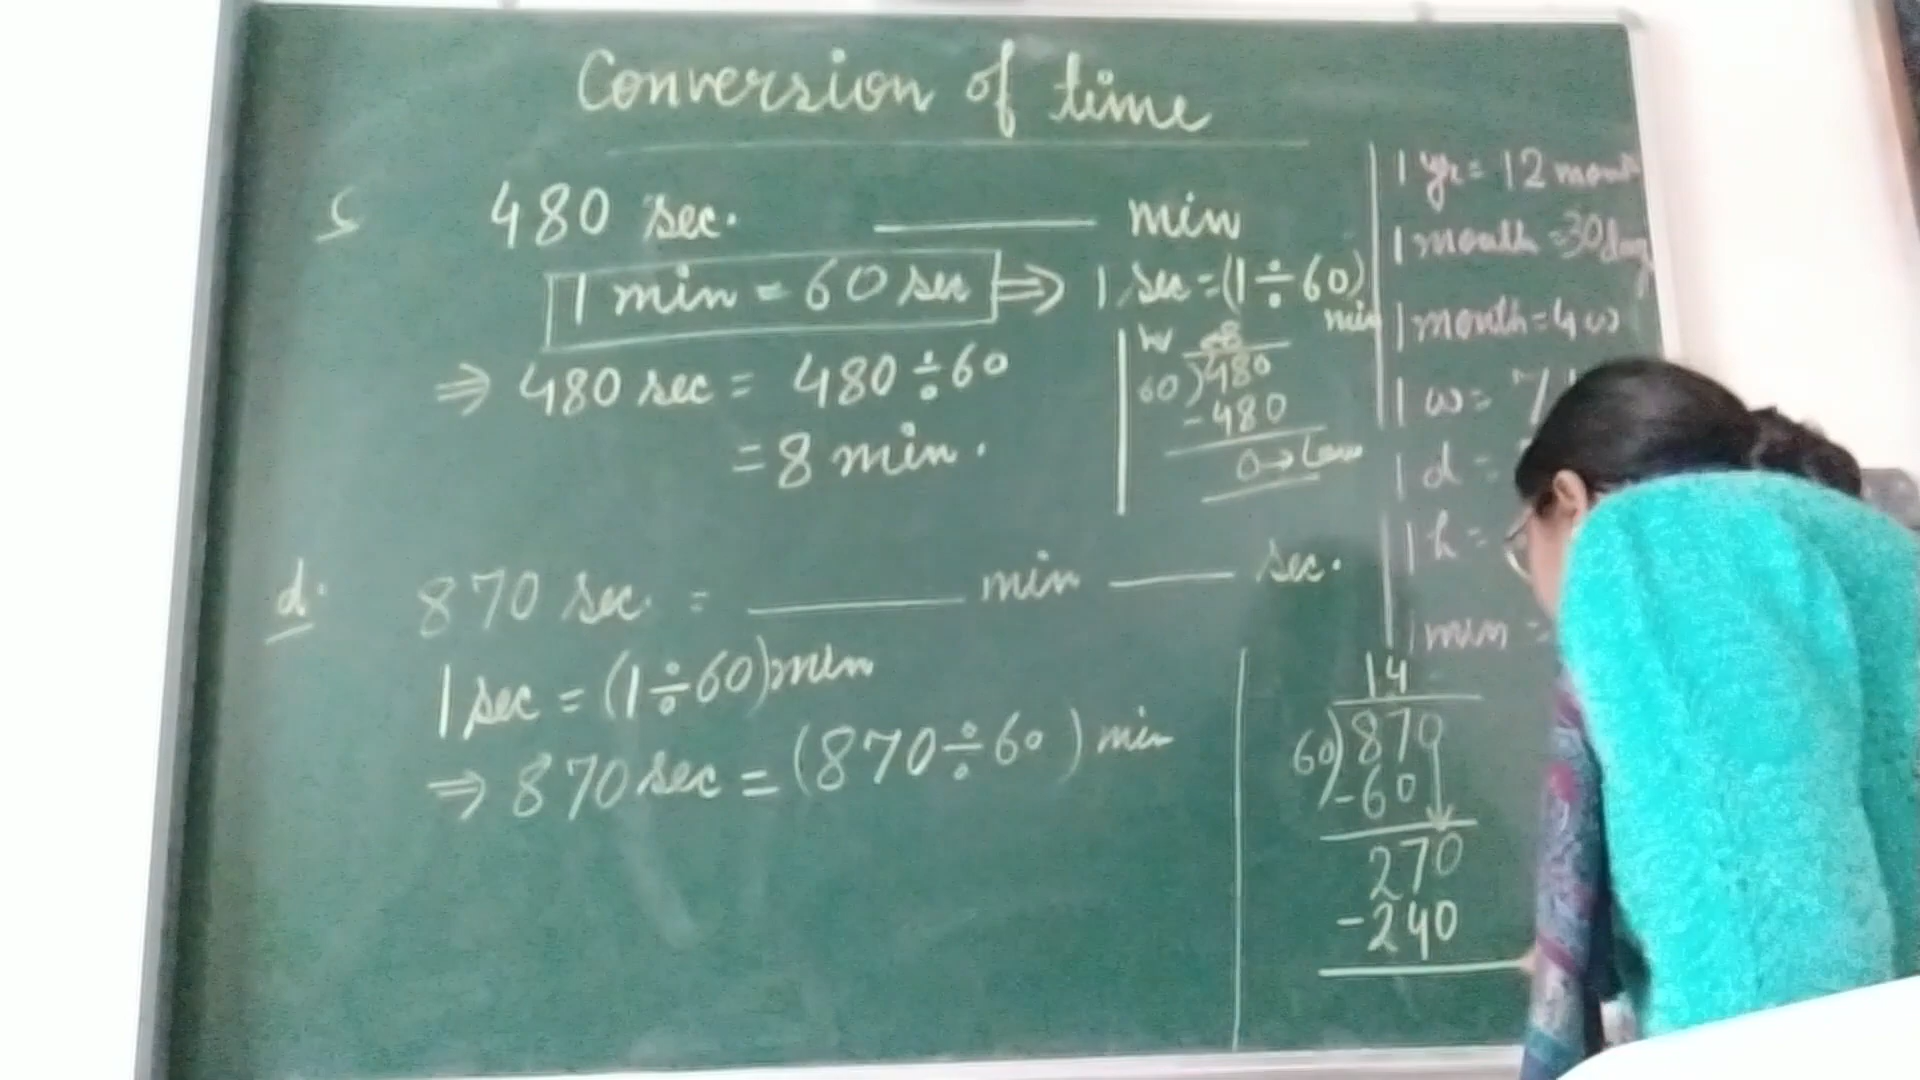 Conversion of time
c 480 sec. ______ min
1 min = 60 sec ⇒ 1 sec = (1 ÷ 60) min
⇒ 480 sec = 480 ÷ 60
= 8 min.
8
60)480
- 480
0 →
d. 870 sec. = ______ min ____ sec.
1 sec = (1 ÷ 60) min
⇒ 870 sec = (870 ÷ 60) min
14
60)870
- 60
270
- 240
1 yr = 12
1 month = 30
1 month = 4 w
1 w = 7
1 d =
1 h =
1 min =